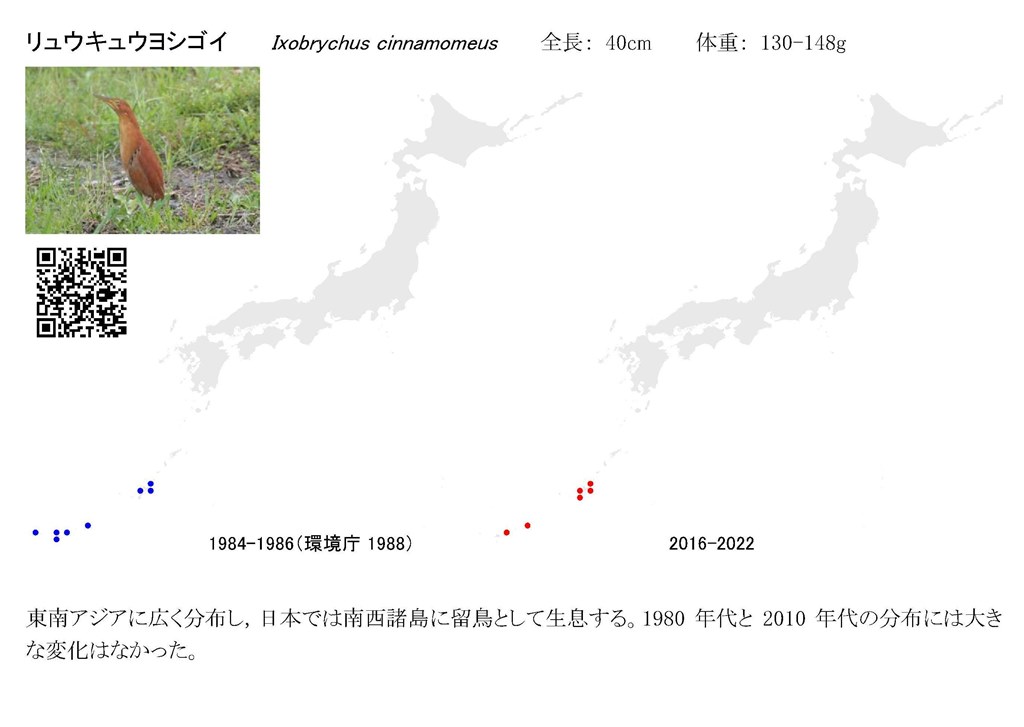 リュウキュウヨシゴイ Ixobrychus cinnamomeus 全長: 40cm 体重: 130-148g
1984-1986(環境庁 1988) 2016-2022
東南アジアに広く分布し,日本では南西諸島に留鳥として生息する。1980 年代と 2010 年代の分布には大き
な変化はなかった。